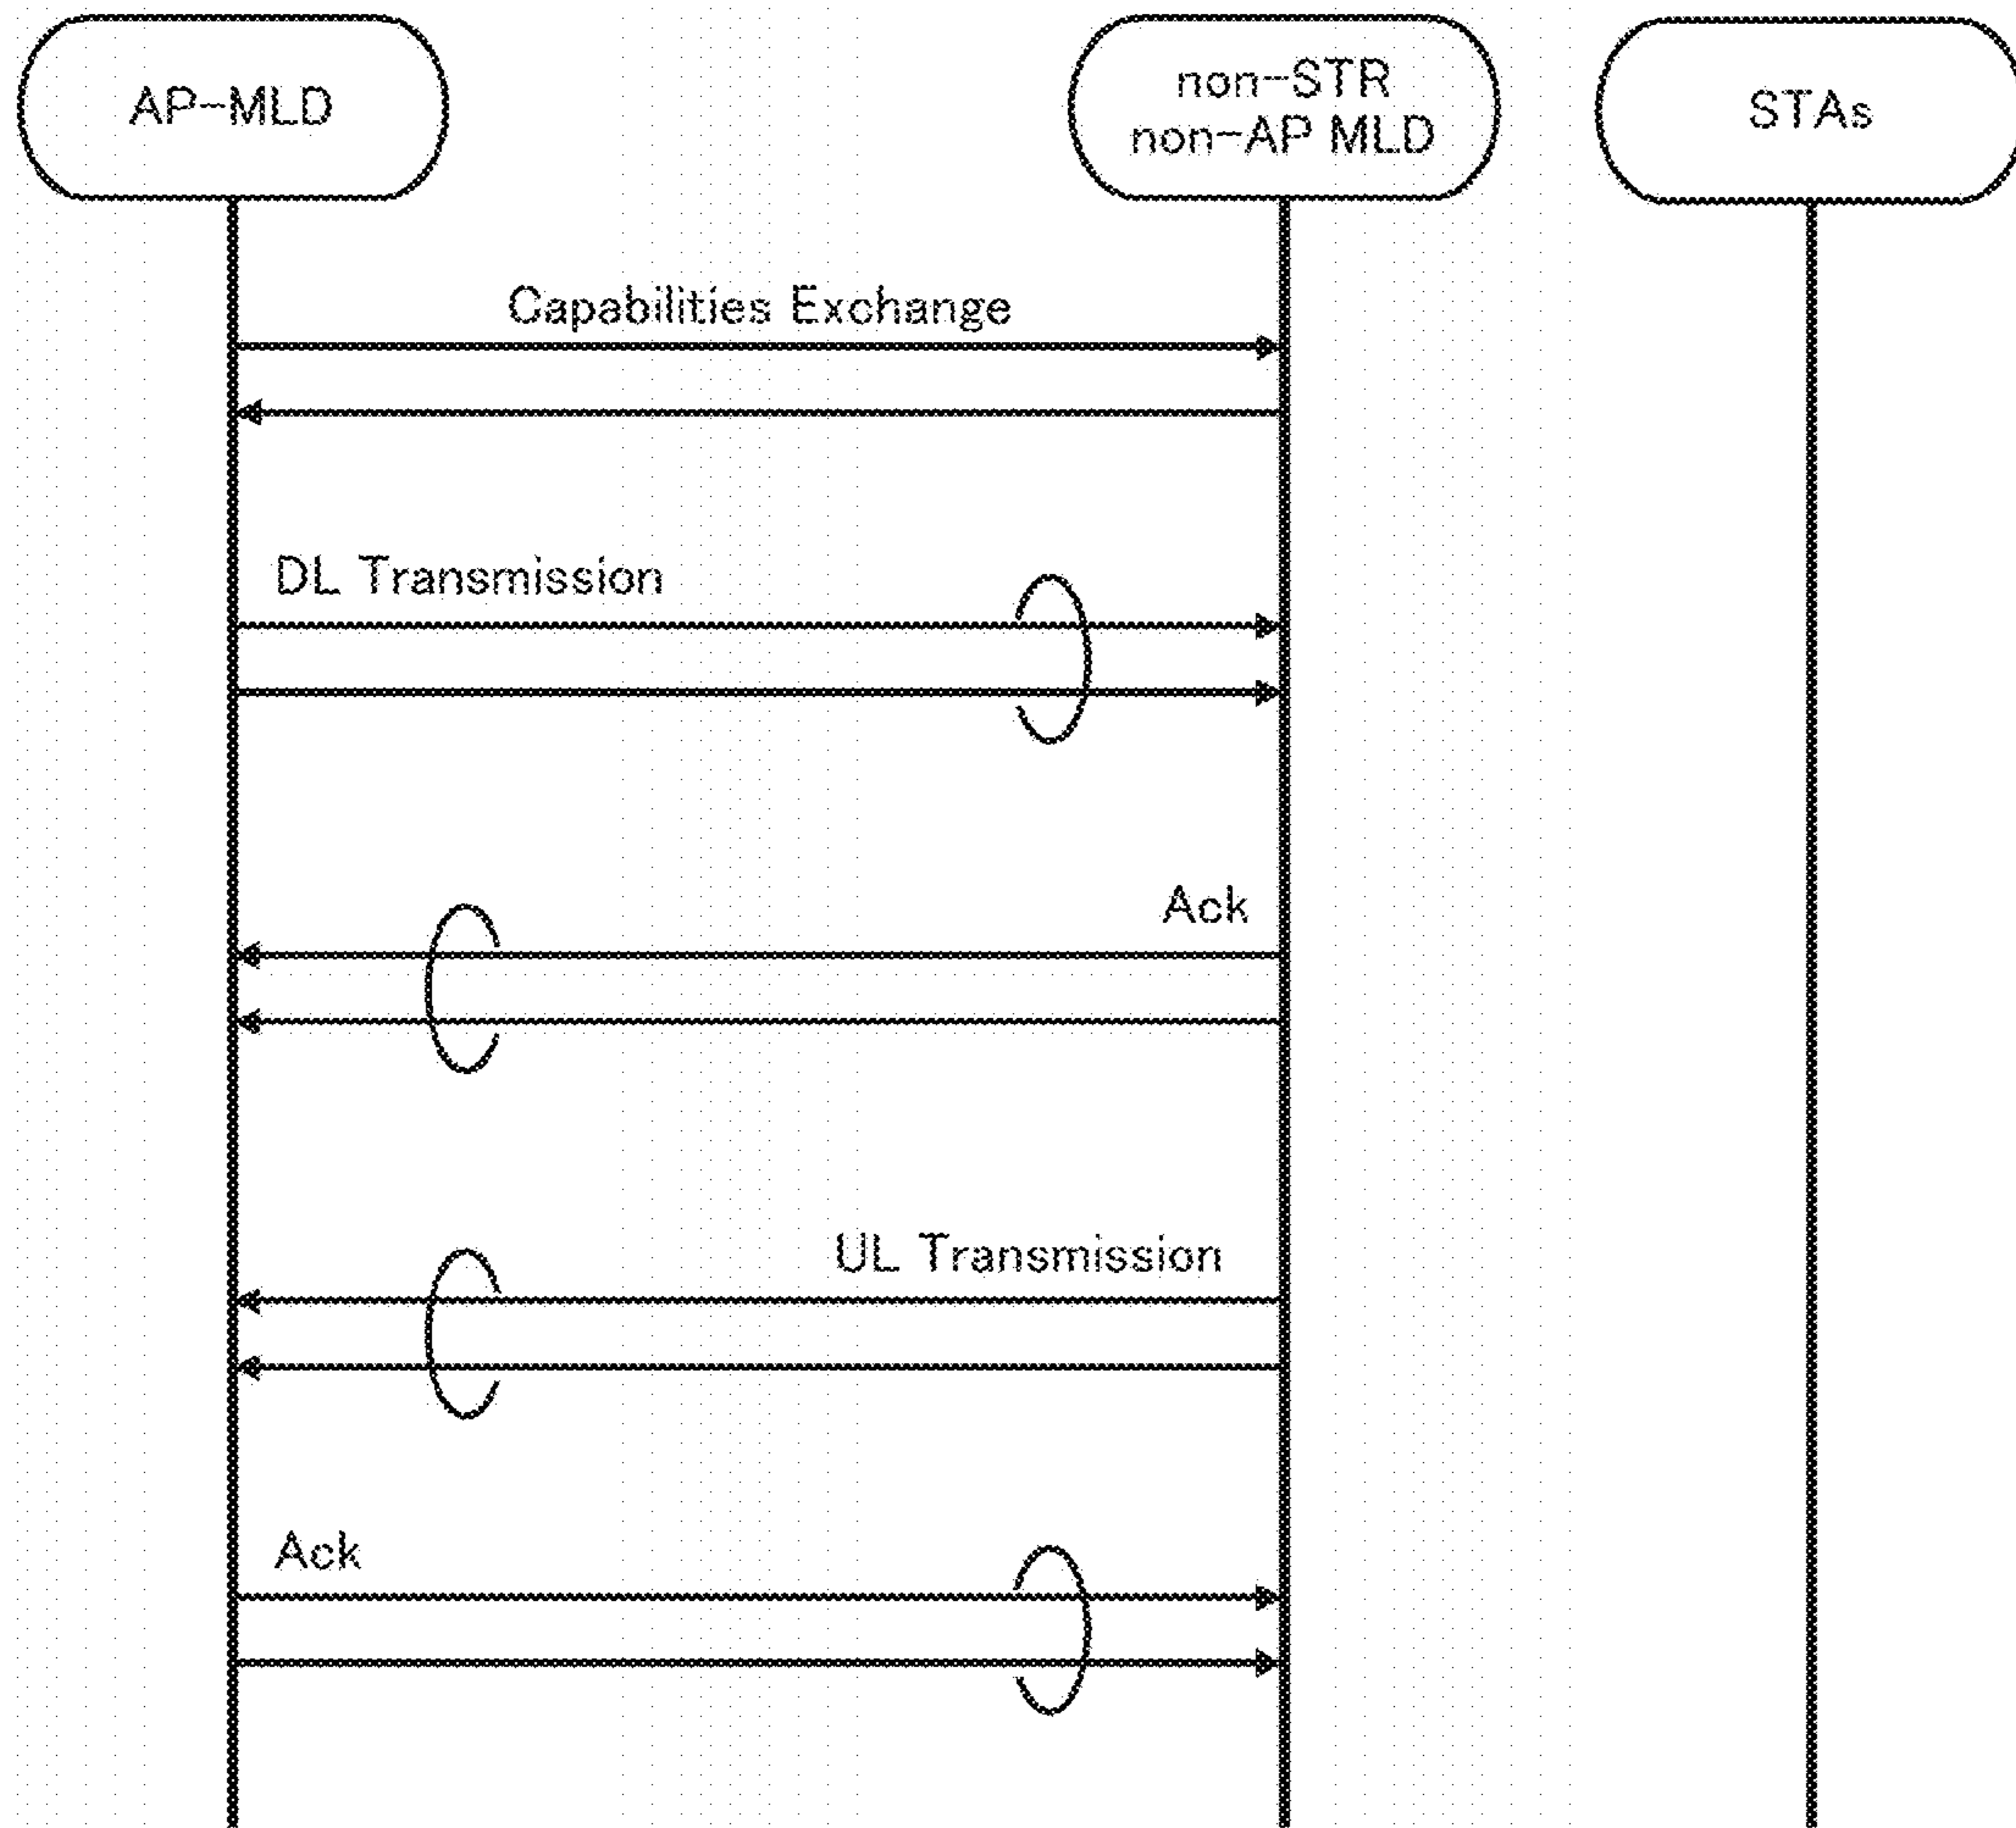 AP-MLD
non-STR
non-AP MLD
STAs
Capabilities Exchange
DL Transmission
Ack
UL Transmission
Ack